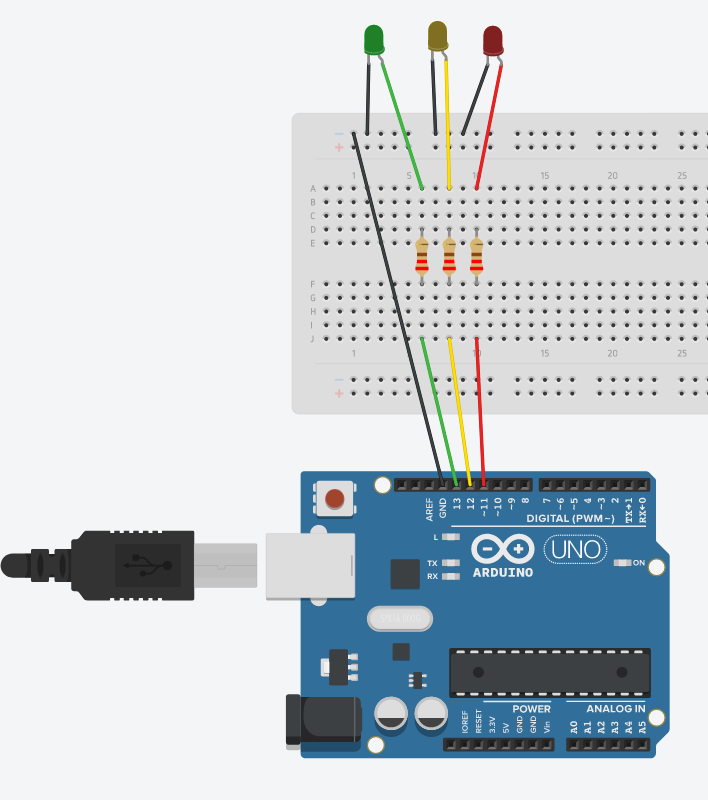 − −
+ +
1 5 10 15 20 25
A
B
C
D
E
F
G
H
I
J
1 10 15 20 25
− −
+ +
AREF
GND
13
12
~11
~10
~9
8
7
~6
~5
4
~3
2
TX→1
RX←0
DIGITAL (PWM~)
L
TX
RX
ARDUINO
UNO
ON
POWER
ANALOG IN
IOREF
RESET
3.3V
5V
GND
GND
Vin
A0
A1
A2
A3
A4
A5